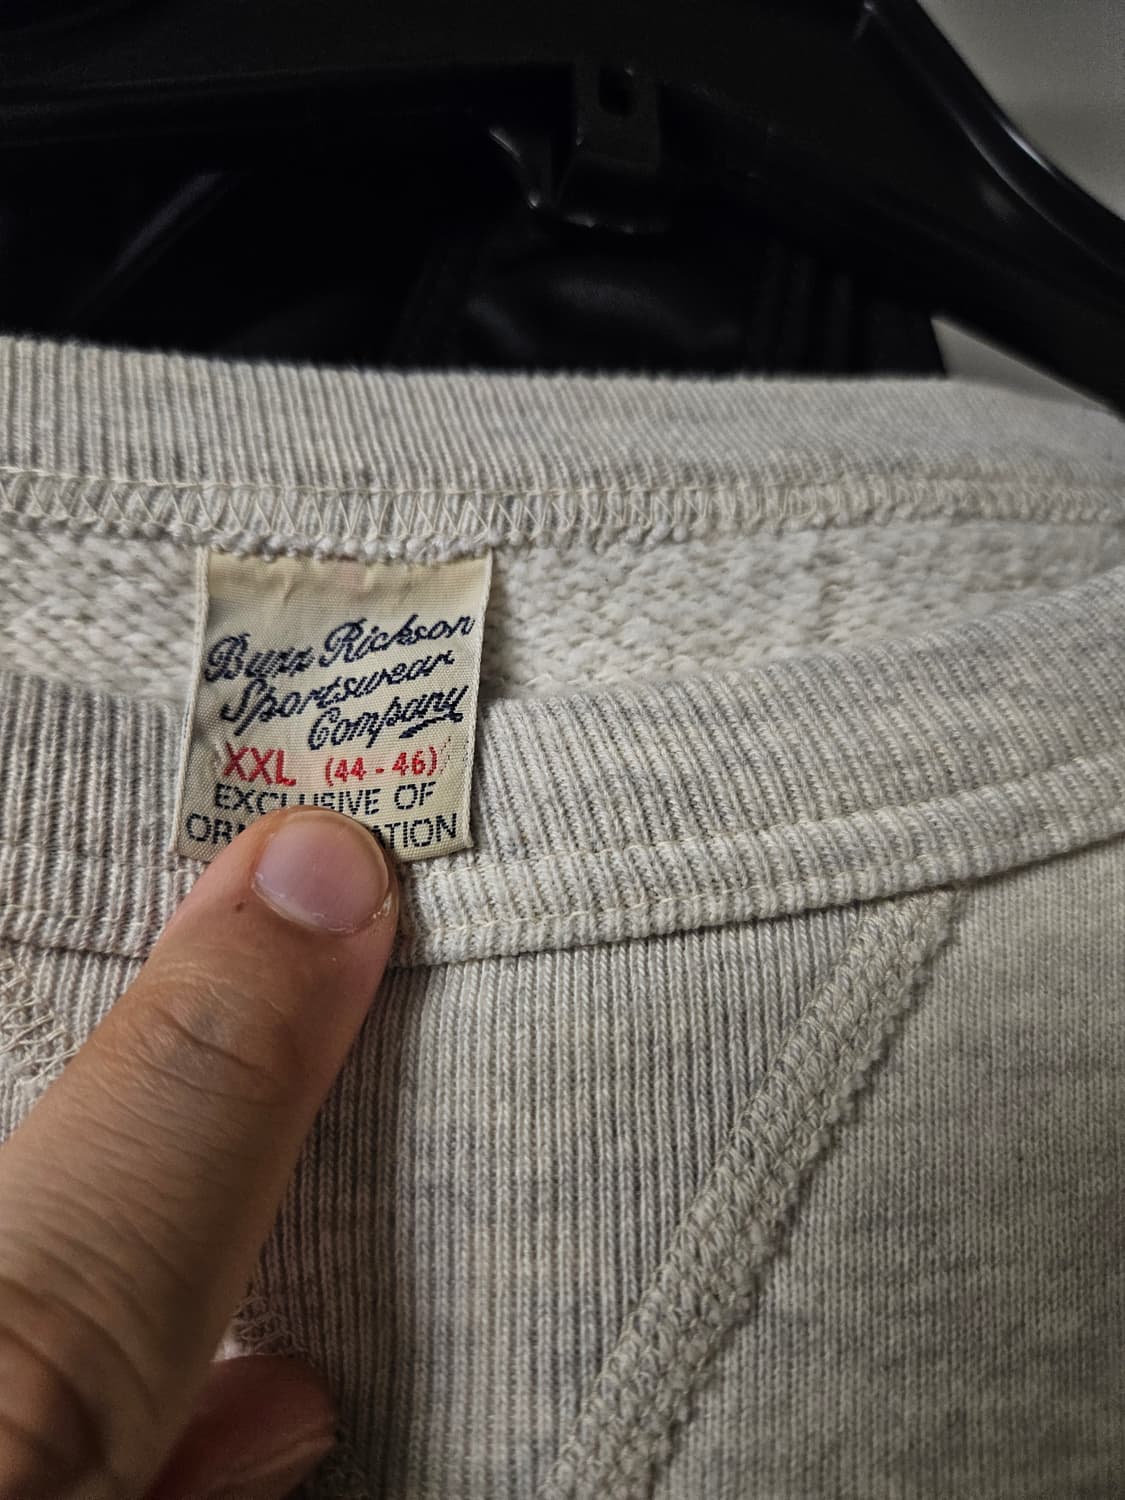 Buzz Rickson
Sportswear
Company
XXL (44 - 46)
EXCLUSIVE OF